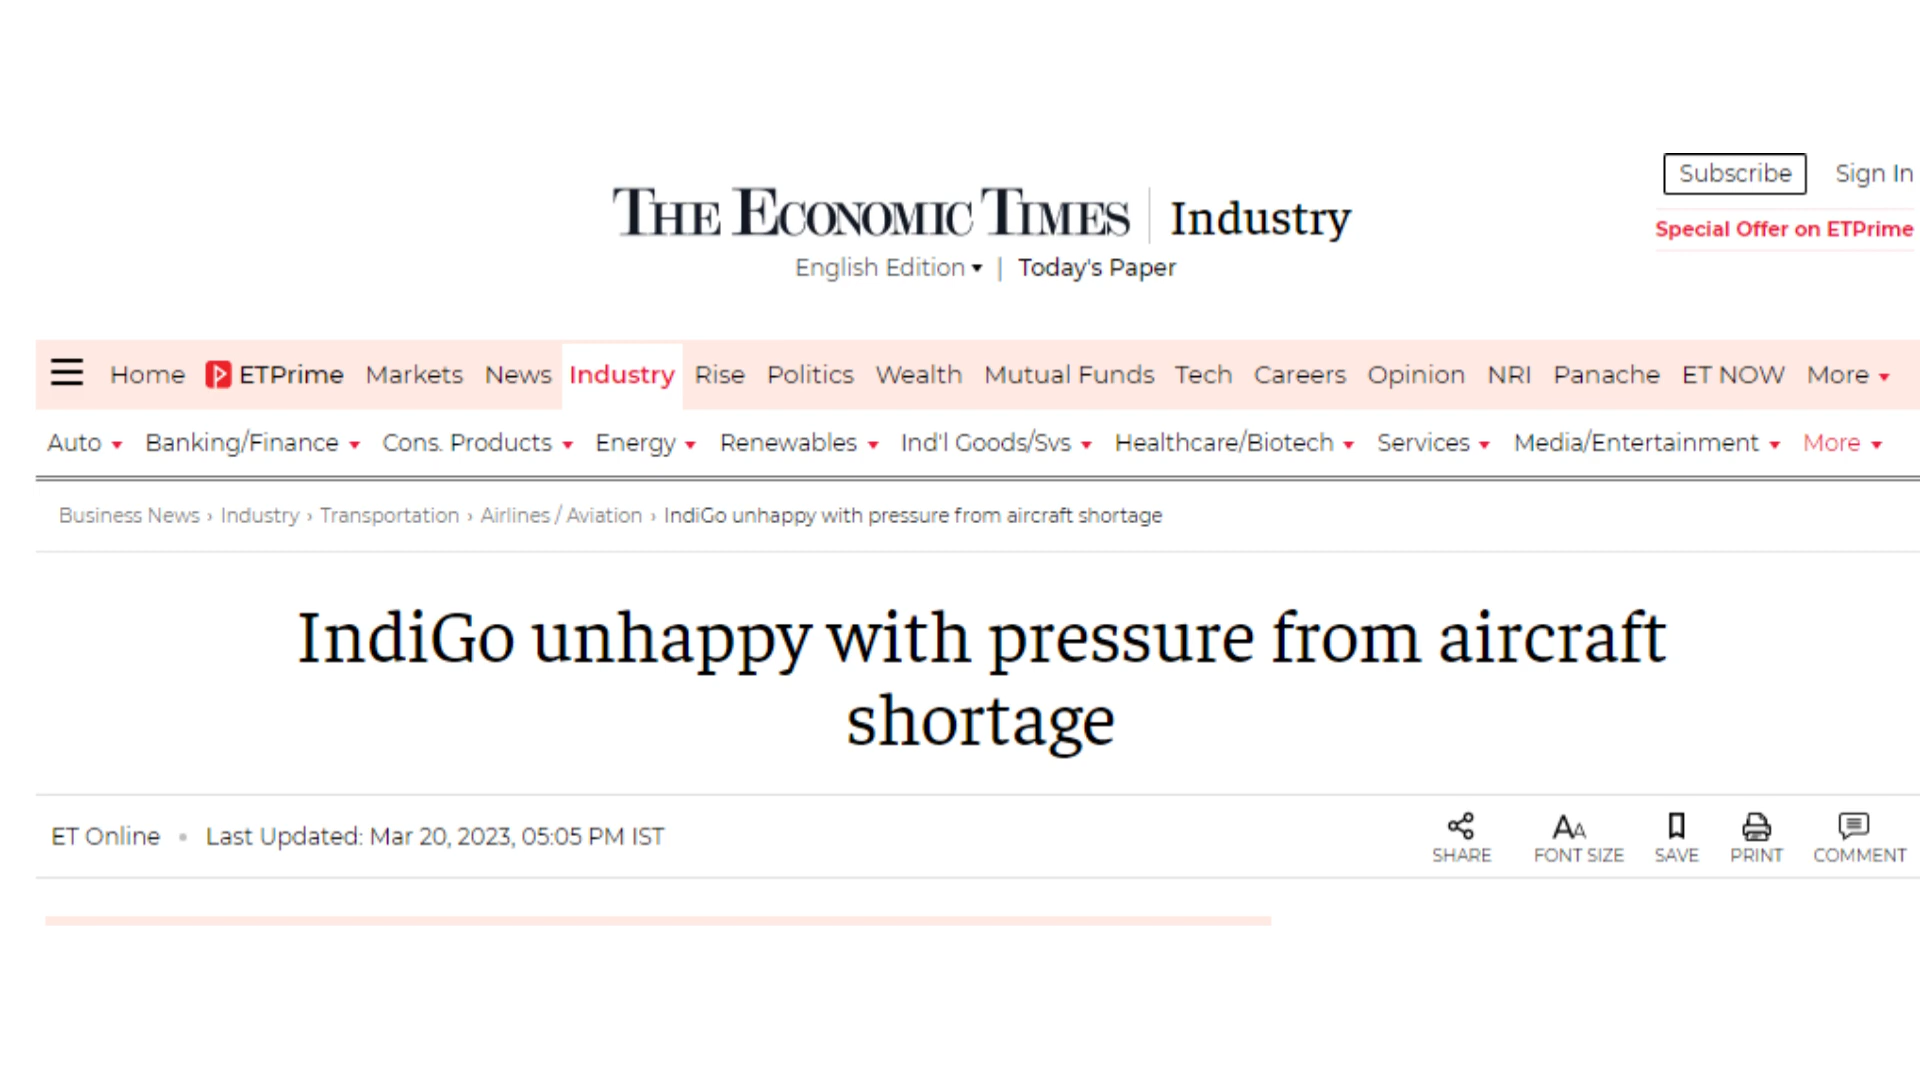 Subscribe Sign In
THE ECONOMIC TIMES | Industry
Special Offer on ETPrime
English Edition | Today's Paper
Home ETPrime Markets News Industry Rise Politics Wealth Mutual Funds Tech Careers Opinion NRI Panache ET NOW More
Auto Banking/Finance Cons. Products Energy Renewables Ind'l Goods/Svs Healthcare/Biotech Services Media/Entertainment More
Business News › Industry › Transportation › Airlines / Aviation › IndiGo unhappy with pressure from aircraft shortage
IndiGo unhappy with pressure from aircraft
shortage
ET Online • Last Updated: Mar 20, 2023, 05:05 PM IST
AA
SHARE FONT SIZE SAVE PRINT COMMENT